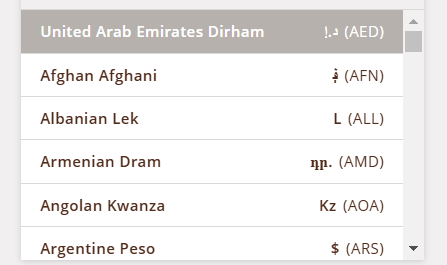 United Arab Emirates Dirham د.إ (AED)
Afghan Afghani ؋ (AFN)
Albanian Lek L (ALL)
Armenian Dram դր. (AMD)
Angolan Kwanza Kz (AOA)
Argentine Peso $ (ARS)